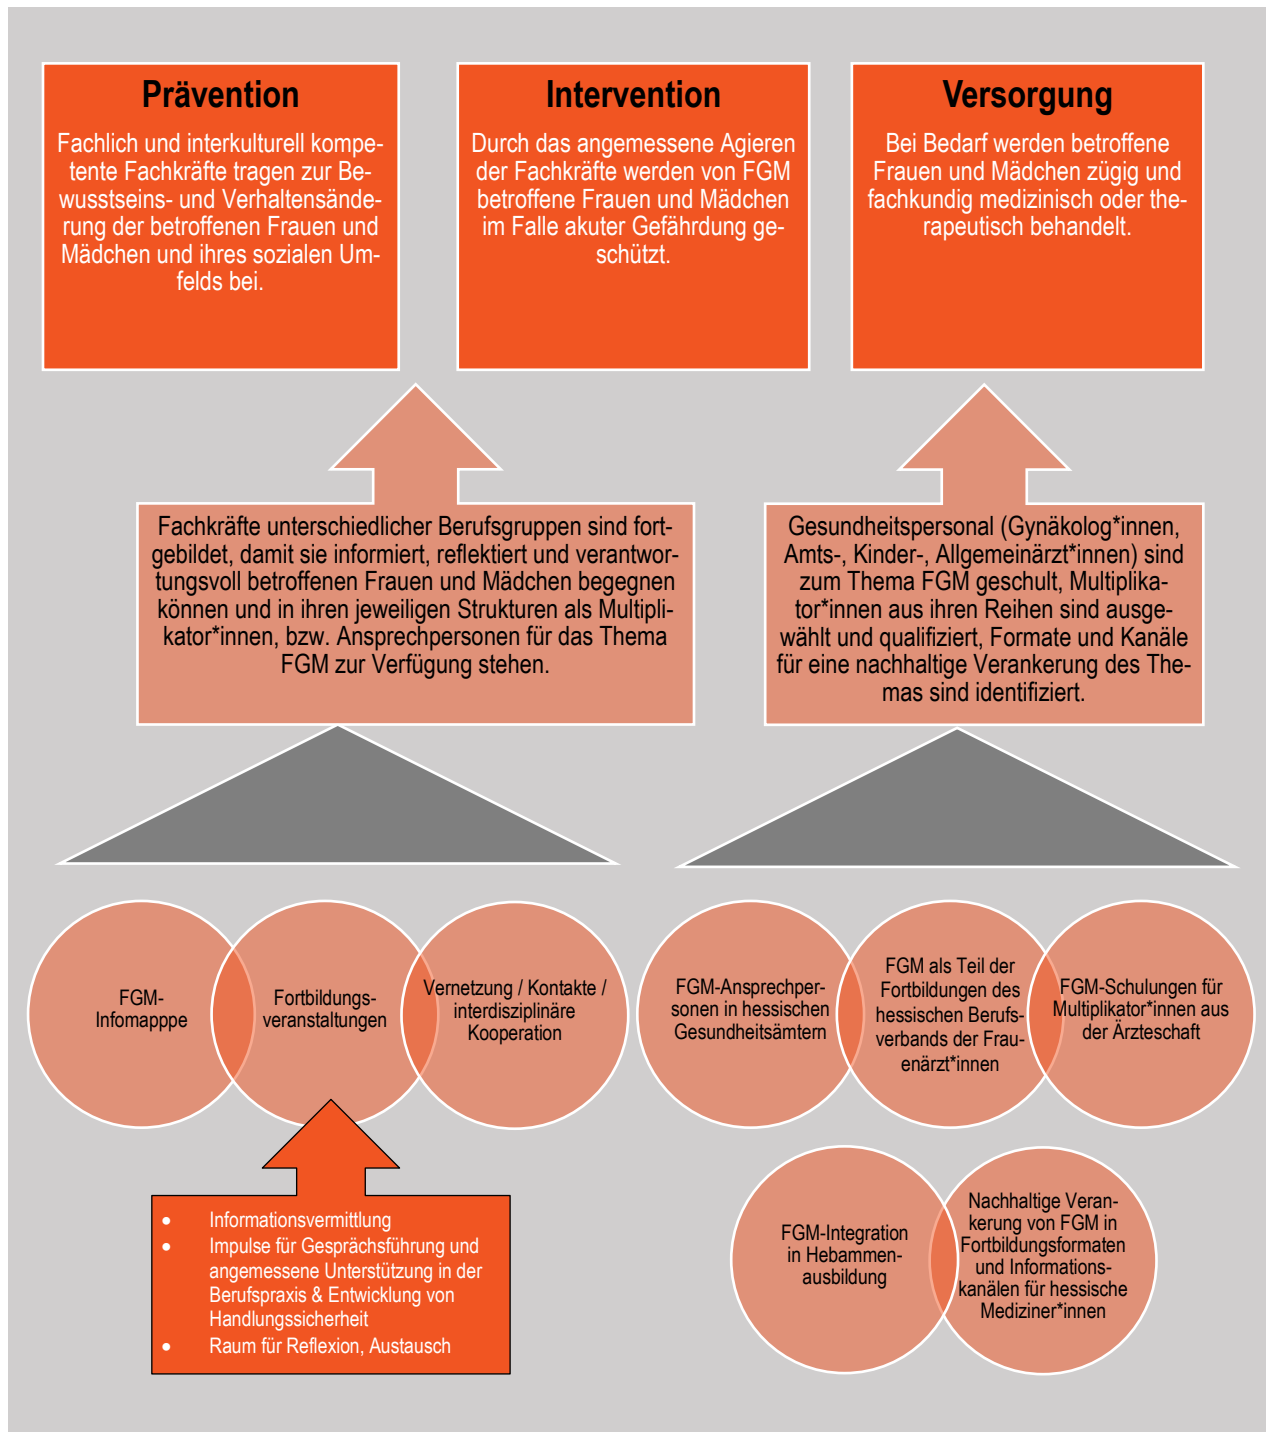 Prävention
Fachlich und interkulturell kompe-
tente Fachkräfte tragen zur Be-
wusstseins- und Verhaltensände-
rung der betroffenen Frauen und
Mädchen und ihres sozialen Um-
felds bei.
Intervention
Durch das angemessene Agieren
der Fachkräfte werden von FGM
betroffene Frauen und Mädchen
im Falle akuter Gefährdung ge-
schützt.
Versorgung
Bei Bedarf werden betroffene
Frauen und Mädchen zügig und
fachkundig medizinisch oder the-
rapeutisch behandelt.
Fachkräfte unterschiedlicher Berufsgruppen sind fort-
gebildet, damit sie informiert, reflektiert und verantwor-
tungsvoll betroffenen Frauen und Mädchen begegnen
können und in ihren jeweiligen Strukturen als Multipli-
kator*innen, bzw. Ansprechpersonen für das Thema
FGM zur Verfügung stehen.
Gesundheitspersonal (Gynäkolog*innen,
Amts-, Kinder-, Allgemeinärzt*innen) sind
zum Thema FGM geschult, Multiplika-
tor*innen aus ihren Reihen sind ausge-
wählt und qualifiziert, Formate und Kanäle
für eine nachhaltige Verankerung des The-
mas sind identifiziert.
FGM-
Infomapppe
Fortbildungs-
veranstaltungen
Vernetzung / Kontakte /
interdisziplinäre
Kooperation
FGM-Ansprechper-
sonen in hessischen
Gesundheitsämtern
FGM als Teil der
Fortbildungen des
hessischen Berufs-
verbands der Frau-
enärzt*innen
FGM-Schulungen für
Multiplikator*innen aus
der Ärzteschaft
• Informationsvermittlung
• Impulse für Gesprächsführung und
angemessene Unterstützung in der
Berufspraxis & Entwicklung von
Handlungssicherheit
• Raum für Reflexion, Austausch
FGM-Integration
in Hebammen-
ausbildung
Nachhaltige Veran-
kerung von FGM in
Fortbildungsformaten
und Informations-
kanälen für hessische
Mediziner*innen